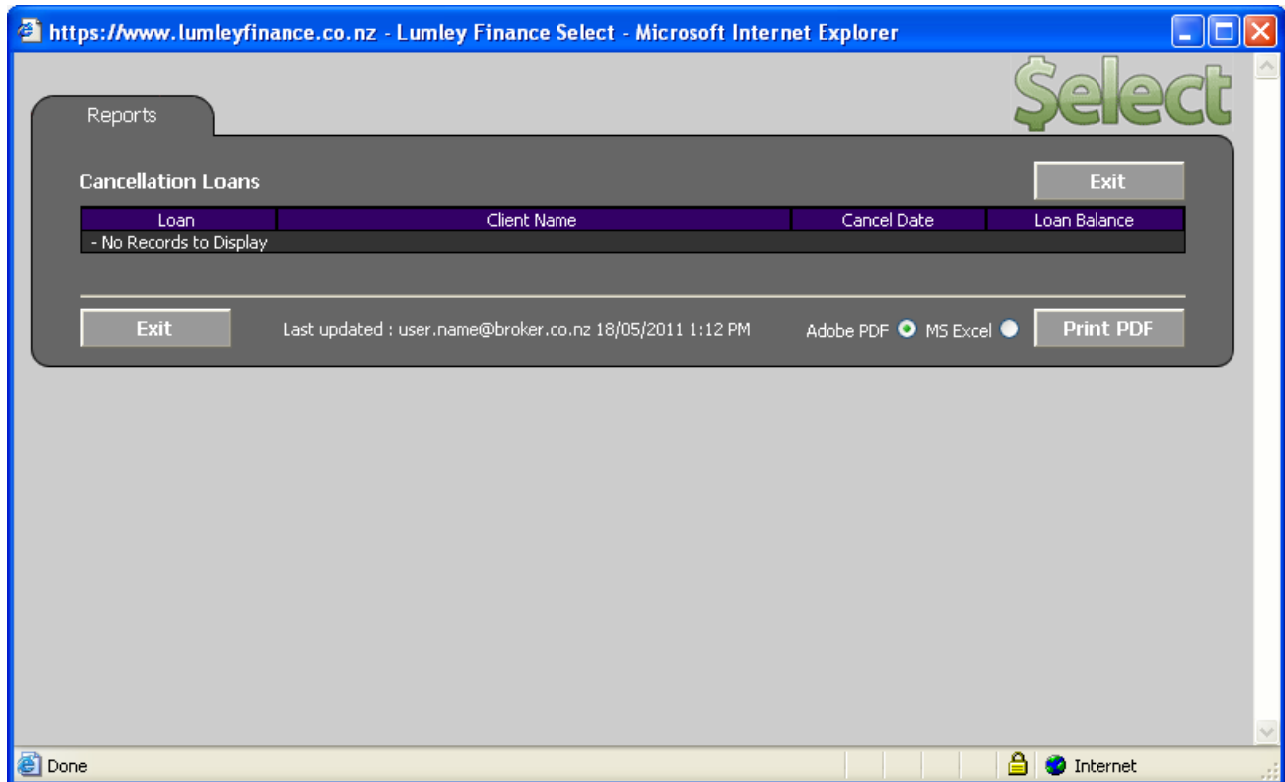 https://www.lumleyfinance.co.nz - Lumley Finance Select - Microsoft Internet Explorer
$elect
Reports
Cancellation Loans Exit
Loan Client Name Cancel Date Loan Balance
- No Records to Display
Exit Last updated : user.name@broker.co.nz 18/05/2011 1:12 PM Adobe PDF MS Excel Print PDF
Done Internet